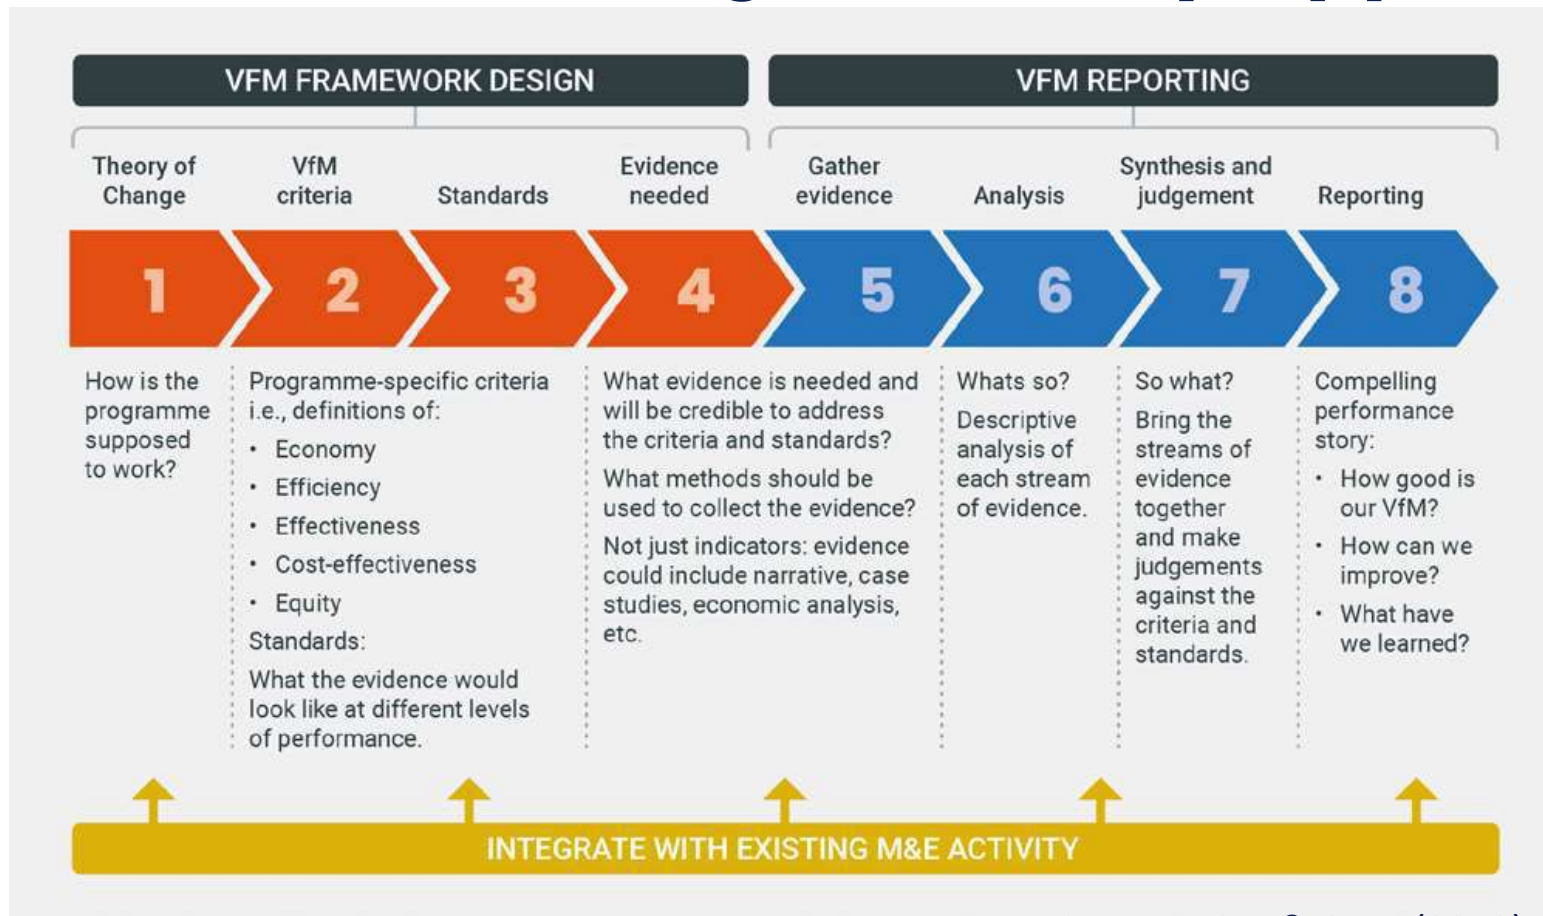 VFM FRAMEWORK DESIGN
VFM REPORTING
Theory of
Change
VfM
criteria
Standards
Evidence
needed
Gather
evidence
Analysis
Synthesis and
judgement
Reporting
1
2
3
4
5
6
7
8
How is the
programme
supposed
to work?
Programme-specific criteria
i.e., definitions of:
• Economy
• Efficiency
• Effectiveness
• Cost-effectiveness
• Equity
Standards:
What the evidence would
look like at different levels
of performance.
What evidence is needed and
will be credible to address
the criteria and standards?
What methods should be
used to collect the evidence?
Not just indicators: evidence
could include narrative, case
studies, economic analysis,
etc.
Whats so?
Descriptive
analysis of
each stream
of evidence.
So what?
Bring the
streams of
evidence
together
and make
judgements
against the
criteria and
standards.
Compelling
performance
story:
• How good is
our VfM?
• How can we
improve?
• What have
we learned?
INTEGRATE WITH EXISTING M&E ACTIVITY